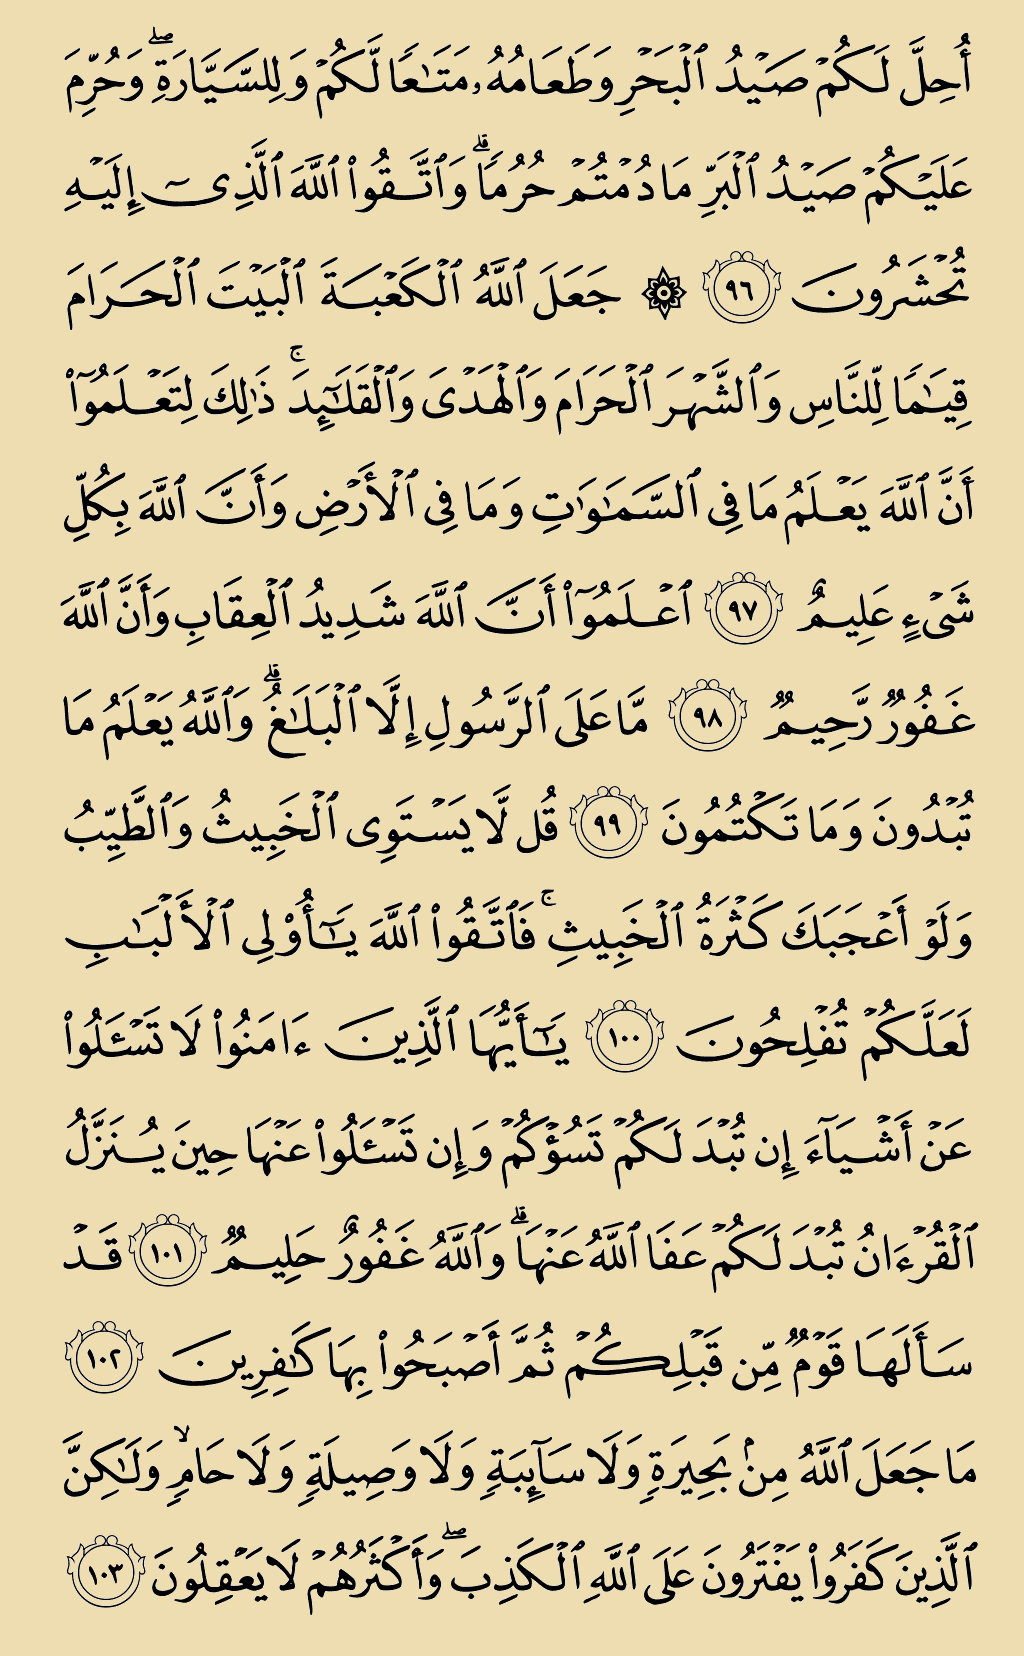 أُحِلَّ لَكُمۡ صَيۡدُ ٱلۡبَحۡرِ وَطَعَامُهُۥ مَتَٰعٗا لَّكُمۡ وَلِلسَّيَّارَةِۖ وَحُرِّمَ
عَلَيۡكُمۡ صَيۡدُ ٱلۡبَرِّ مَا دُمۡتُمۡ حُرُمٗاۗ وَٱتَّقُواْ ٱللَّهَ ٱلَّذِيٓ إِلَيۡهِ
تُحۡشَرُونَ ٩٦ ۞ جَعَلَ ٱللَّهُ ٱلۡكَعۡبَةَ ٱلۡبَيۡتَ ٱلۡحَرَامَ
قِيَٰمٗا لِّلنَّاسِ وَٱلشَّهۡرَ ٱلۡحَرَامَ وَٱلۡهَدۡيَ وَٱلۡقَلَٰٓئِدَۚ ذَٰلِكَ لِتَعۡلَمُوٓاْ
أَنَّ ٱللَّهَ يَعۡلَمُ مَا فِي ٱلسَّمَٰوَٰتِ وَمَا فِي ٱلۡأَرۡضِ وَأَنَّ ٱللَّهَ بِكُلِّ
شَيۡءٍ عَلِيمٌ ٩٧ ٱعۡلَمُوٓاْ أَنَّ ٱللَّهَ شَدِيدُ ٱلۡعِقَابِ وَأَنَّ ٱللَّهَ
غَفُورٞ رَّحِيمٞ ٩٨ مَّا عَلَى ٱلرَّسُولِ إِلَّا ٱلۡبَلَٰغُۗ وَٱللَّهُ يَعۡلَمُ مَا
تُبۡدُونَ وَمَا تَكۡتُمُونَ ٩٩ قُل لَّا يَسۡتَوِي ٱلۡخَبِيثُ وَٱلطَّيِّبُ
وَلَوۡ أَعۡجَبَكَ كَثۡرَةُ ٱلۡخَبِيثِۚ فَٱتَّقُواْ ٱللَّهَ يَٰٓأُوْلِي ٱلۡأَلۡبَٰبِ
لَعَلَّكُمۡ تُفۡلِحُونَ ١٠٠ يَٰٓأَيُّهَا ٱلَّذِينَ ءَامَنُواْ لَا تَسۡـَٔلُواْ
عَنۡ أَشۡيَآءَ إِن تُبۡدَ لَكُمۡ تَسُؤۡكُمۡ وَإِن تَسۡـَٔلُواْ عَنۡهَا حِينَ يُنَزَّلُ
ٱلۡقُرۡءَانُ تُبۡدَ لَكُمۡ عَفَا ٱللَّهُ عَنۡهَاۗ وَٱللَّهُ غَفُورٌ حَلِيمٞ ١٠١ قَدۡ
سَأَلَهَا قَوۡمٞ مِّن قَبۡلِكُمۡ ثُمَّ أَصۡبَحُواْ بِهَا كَٰفِرِينَ ١٠٢
مَا جَعَلَ ٱللَّهُ مِنۢ بَحِيرَةٖ وَلَا سَآئِبَةٖ وَلَا وَصِيلَةٖ وَلَا حَامٖۙ وَلَٰكِنَّ
ٱلَّذِينَ كَفَرُواْ يَفۡتَرُونَ عَلَى ٱللَّهِ ٱلۡكَذِبَۖ وَأَكۡثَرُهُمۡ لَا يَعۡقِلُونَ ١٠٣